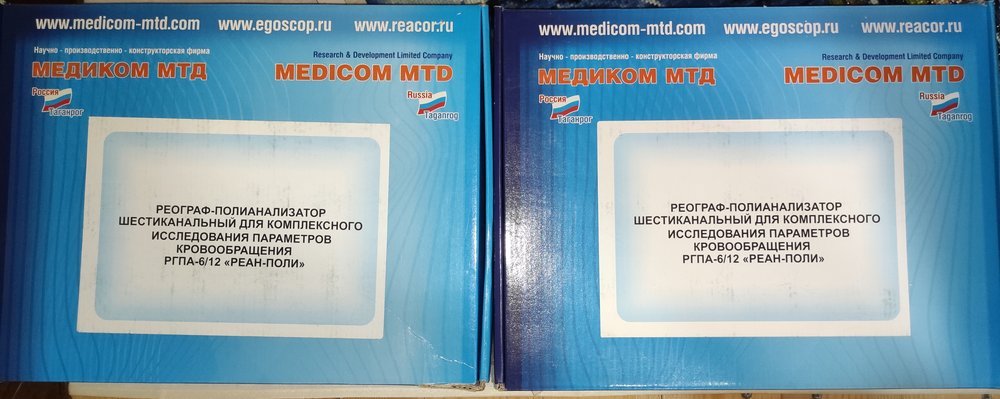 www.medicom-mtd.com www.egoscop.ru www.reacor.ru
Научно - производственно - конструкторская фирма
Research & Development Limited Company
МЕДИКОМ МТД
MEDICOM MTD
Россия
Таганрог
Russia
Taganrog
РЕОГРАФ-ПОЛИАНАЛИЗАТОР
ШЕСТИКАНАЛЬНЫЙ ДЛЯ КОМПЛЕКСНОГО
ИССЛЕДОВАНИЯ ПАРАМЕТРОВ
КРОВООБРАЩЕНИЯ
РГПА-6/12 «РЕАН-ПОЛИ»
www.medicom-mtd.com www.egoscop.ru www.reacor.ru
Научно - производственно - конструкторская фирма
Research & Development Limited Company
МЕДИКОМ МТД
MEDICOM MTD
Россия
Таганрог
Russia
Taganrog
РЕОГРАФ-ПОЛИАНАЛИЗАТОР
ШЕСТИКАНАЛЬНЫЙ ДЛЯ КОМПЛЕКСНОГО
ИССЛЕДОВАНИЯ ПАРАМЕТРОВ
КРОВООБРАЩЕНИЯ
РГПА-6/12 «РЕАН-ПОЛИ»